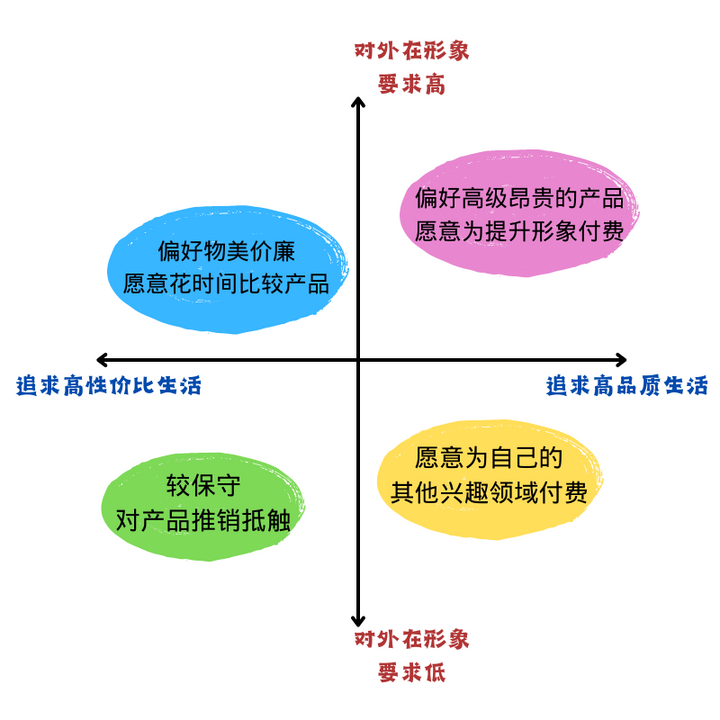 对外在形象
要求高
偏好高级昂贵的产品
愿意为提升形象付费
偏好物美价廉
愿意花时间比较产品
追求高性价比生活
追求高品质生活
愿意为自己的
其他兴趣领域付费
较保守
对产品推销抵触
对外在形象
要求低